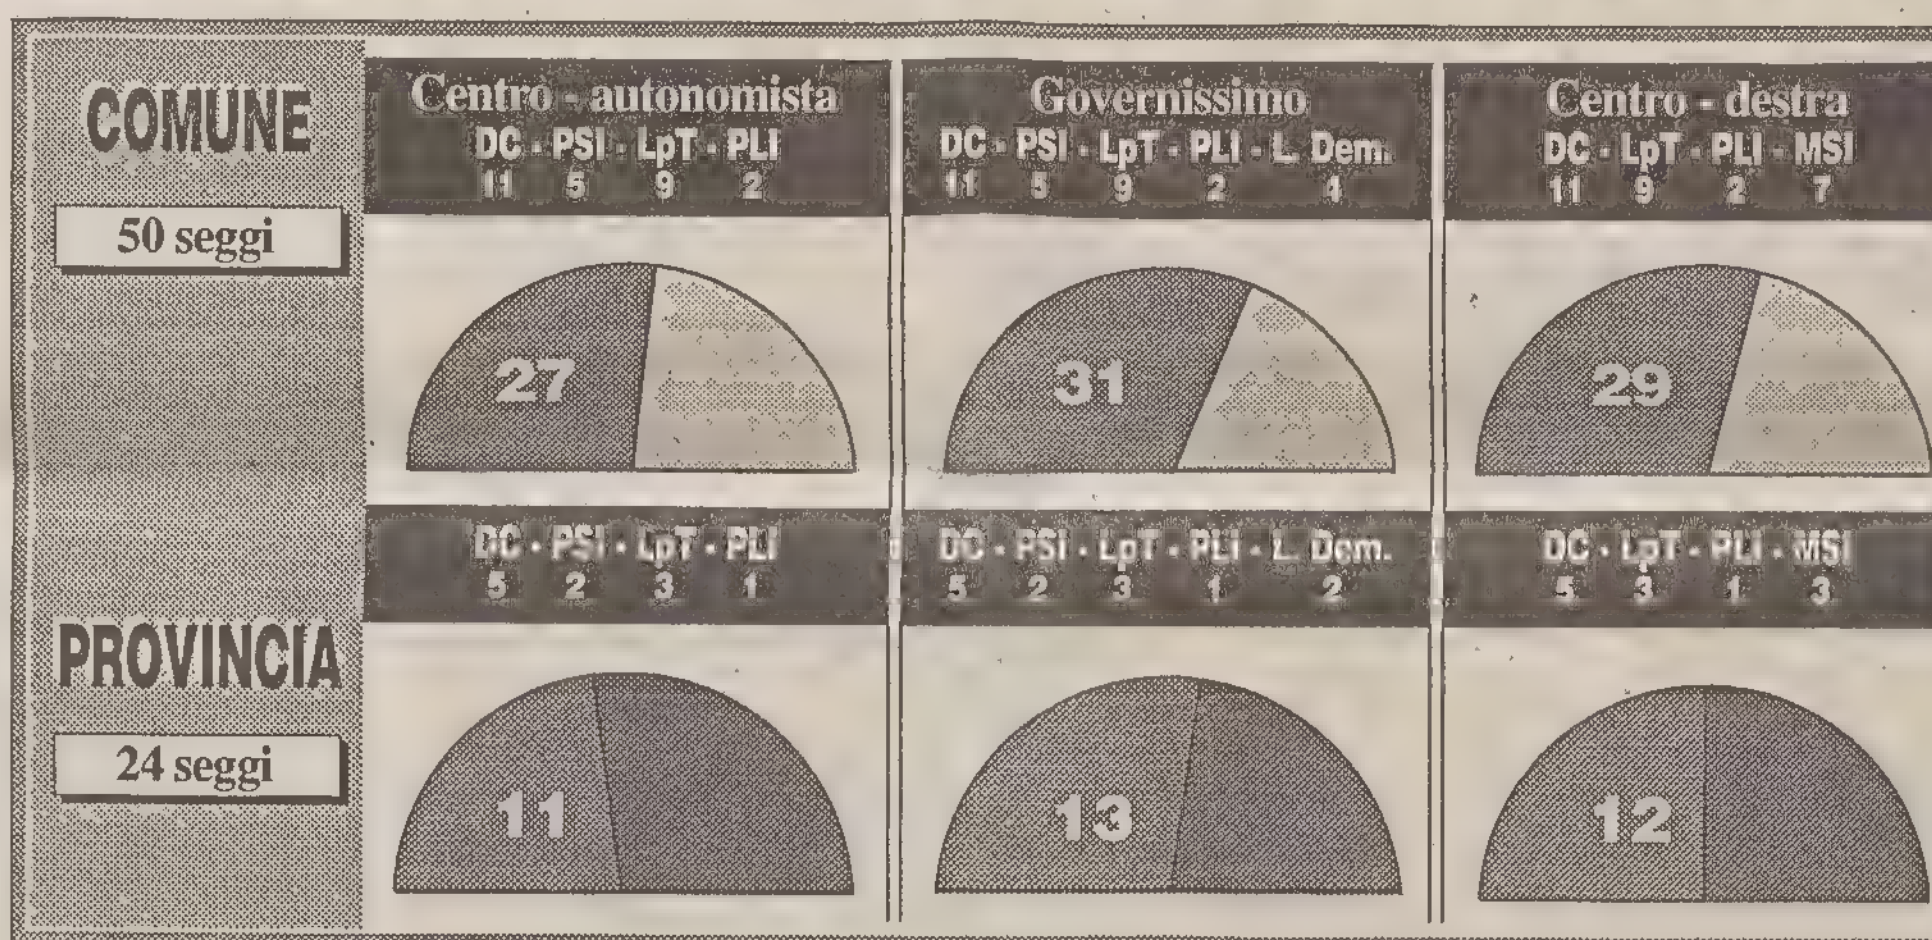 COMUNE
50 seggi
Centro - autonomista
DC - PSI - LpT - PLI
11 5 9 2
27
Governissimo
DC - PSI - LpT - PLI - L. Dem.
11 5 9 2 4
31
Centro - destra
DC - LpT - PLI - MSI
11 9 2 7
29
PROVINCIA
24 seggi
DC - PSI - LpT - PLI
5 2 3 1
11
DC - PSI - LpT - PLI - L. Dem.
5 2 3 1 2
13
DC - LpT - PLI - MSI
5 3 1 3
12